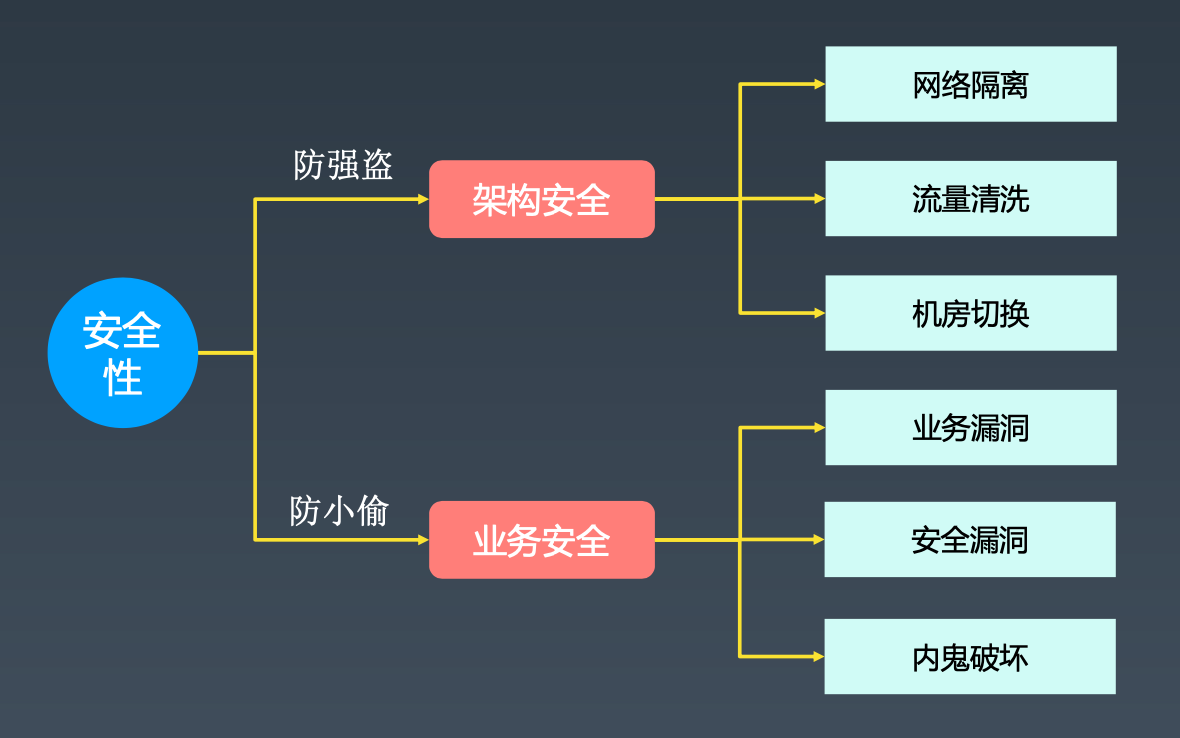 安全
性
防强盗
架构安全
网络隔离
流量清洗
机房切换
防小偷
业务安全
业务漏洞
安全漏洞
内鬼破坏